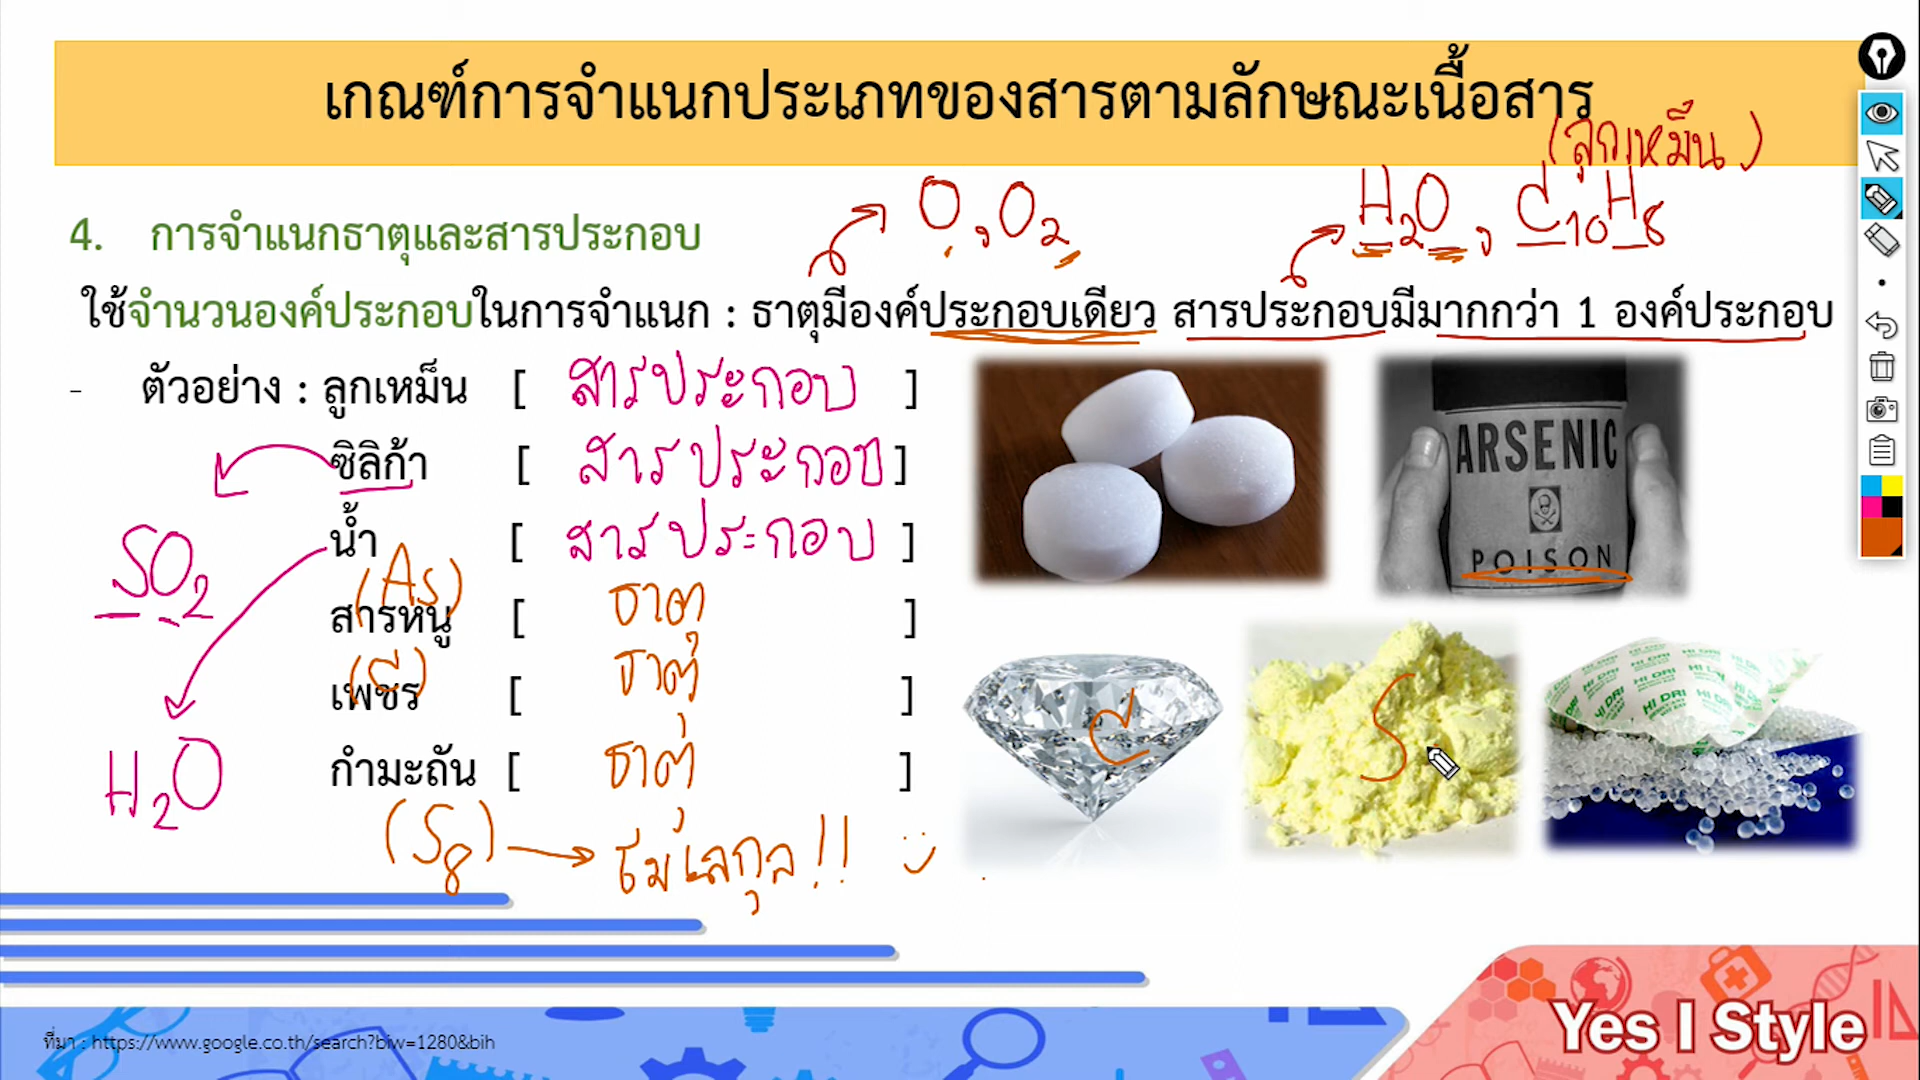 เกณฑ์การจำแนกประเภทของสารตามลักษณะเนื้อสาร
(ลูกเหม็น)
O, O2
H2O, C10H8
4. การจำแนกธาตุและสารประกอบ
ใช้จำนวนองค์ประกอบในการจำแนก : ธาตุมีองค์ประกอบเดียว สารประกอบมีมากกว่า 1 องค์ประกอบ
- ตัวอย่าง : ลูกเหม็น [ สารประกอบ ]
ซิลิก้า [ สารประกอบ ]
น้ำ [ สารประกอบ ]
SO2
(As)
สารหนู [ ธาตุ ]
(C)
เพชร [ ธาตุ ]
H2O
กำมะถัน [ ธาตุ ]
(S8) → โมเลกุล!!
ARSENIC
POISON
C
S
HI DRI
HI DRI
HI DRI
HI DRI
ที่มา : https://www.google.co.th/search?biw=1280&bih
Yes I Style